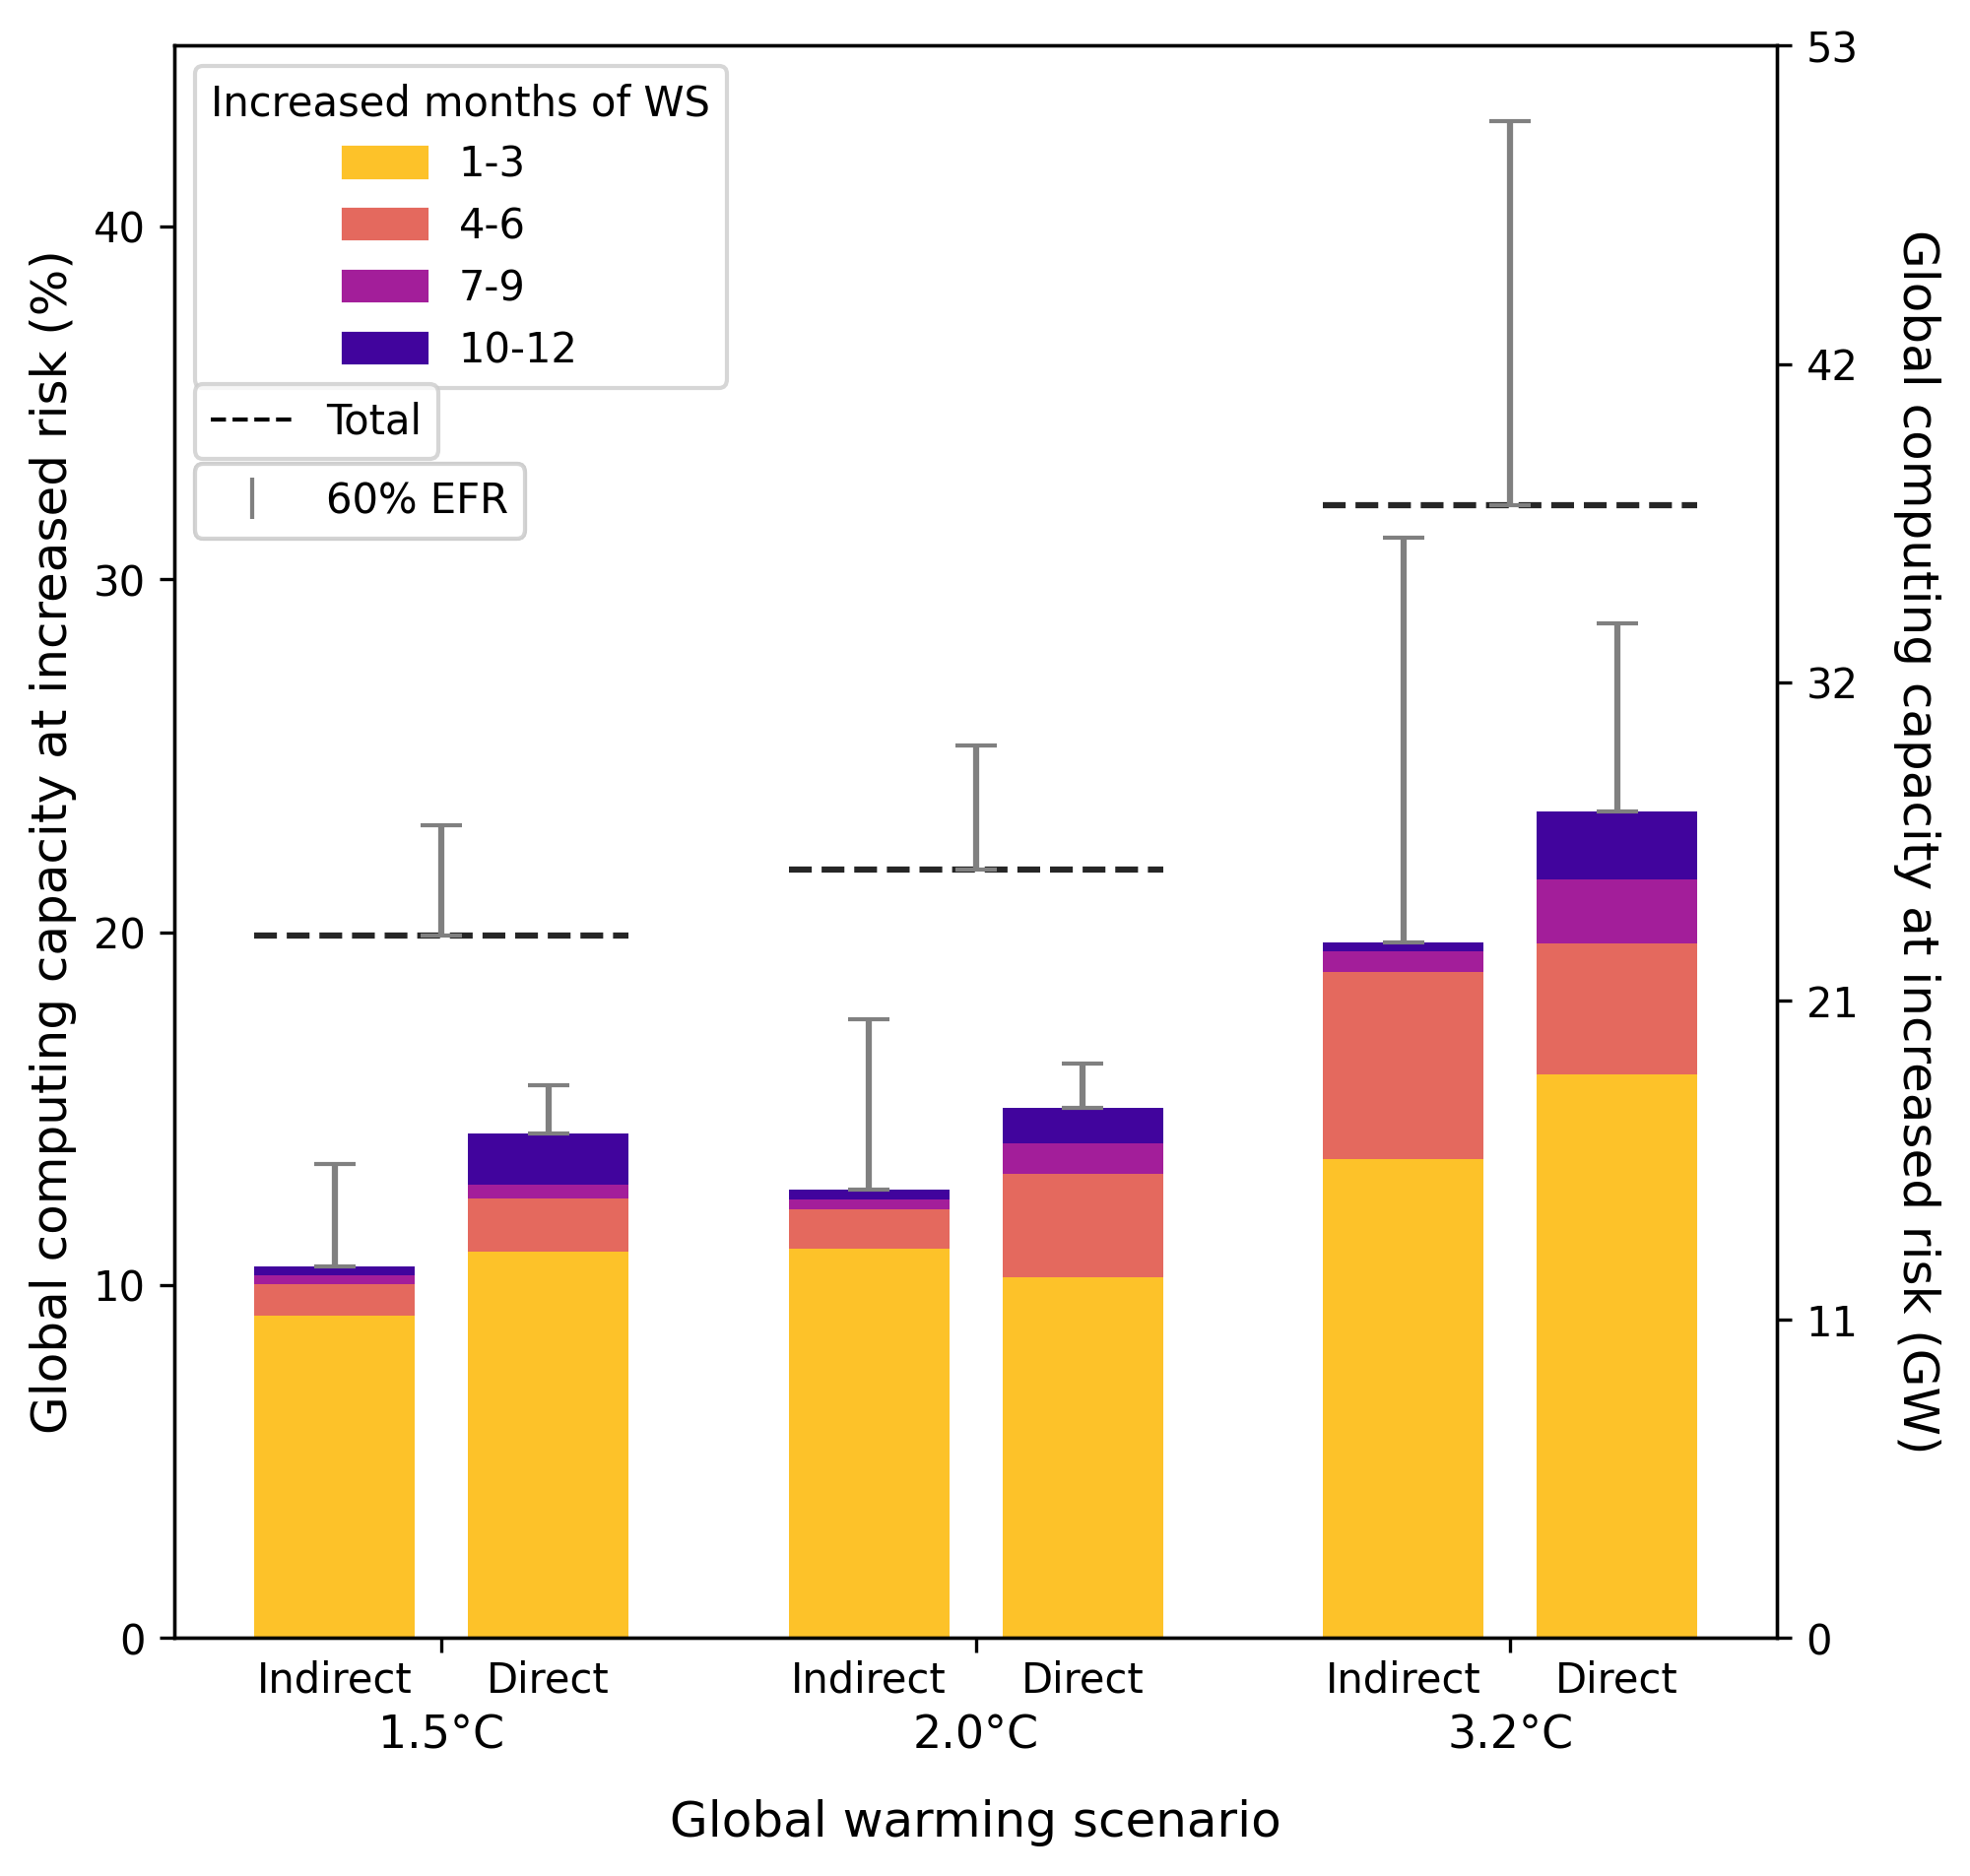 Global computing capacity at increased risk (%)
40
30
20
10
0
Increased months of WS
1-3
4-6
7-9
10-12
Total
60% EFR
53
42
32
21
11
0
Global computing capacity at increased risk (GW)
Indirect Direct Indirect Direct Indirect Direct
1.5°C 2.0°C 3.2°C
Global warming scenario